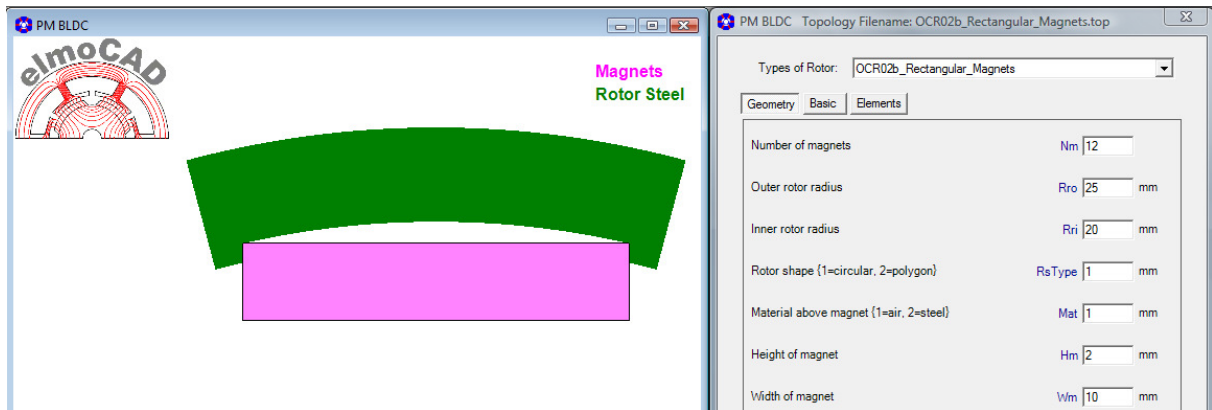 PM BLDC
elmoCAD
Magnets
Rotor Steel
PM BLDC Topology Filename: OCR02b_Rectangular_Magnets.top
Types of Rotor: OCR02b_Rectangular_Magnets
Geometry Basic Elements
Number of magnets Nm 12
Outer rotor radius Rro 25 mm
Inner rotor radius Rri 20 mm
Rotor shape {1=circular, 2=polygon} RsType 1 mm
Material above magnet {1=air, 2=steel} Mat 1 mm
Height of magnet Hm 2 mm
Width of magnet Wm 10 mm